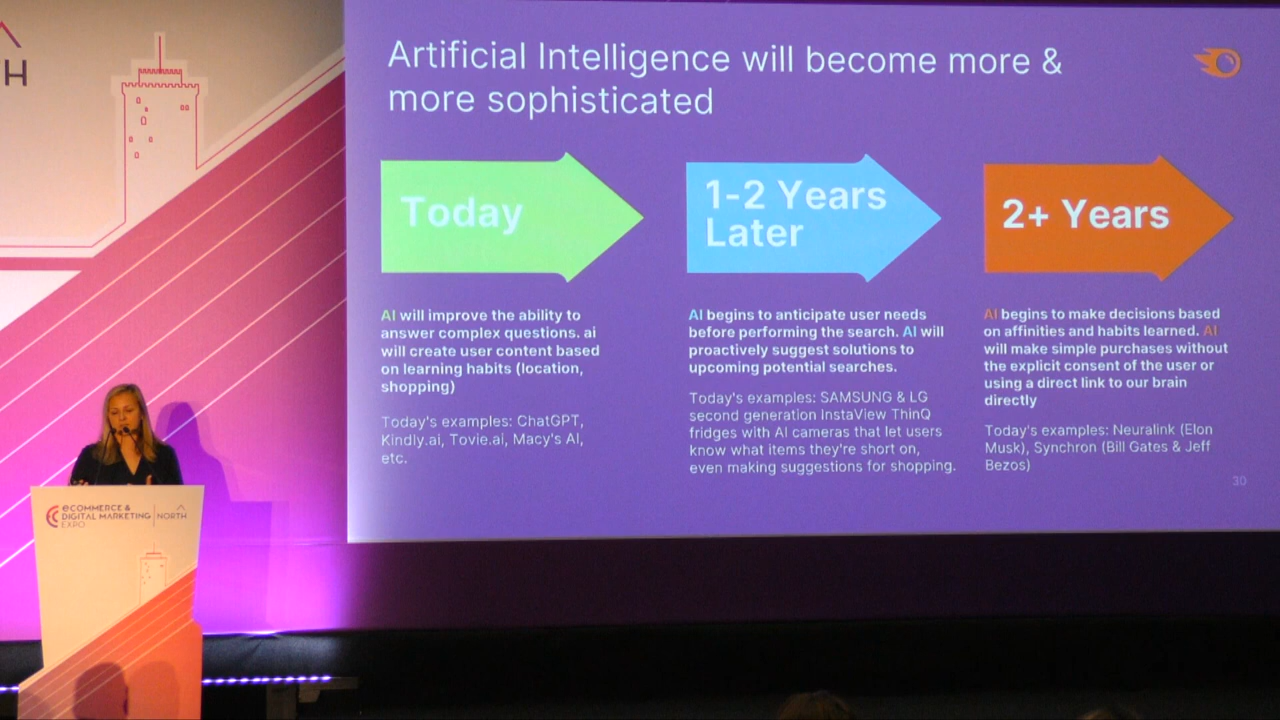 H
Artificial Intelligence will become more &
more sophisticated
Today
AI will improve the ability to
answer complex questions. ai
will create user content based
on learning habits (location,
shopping)
Today's examples: ChatGPT,
Kindly.ai, Tovie.ai, Macy's AI,
etc.
1-2 Years
Later
AI begins to anticipate user needs
before performing the search. AI will
proactively suggest solutions to
upcoming potential searches.
Today's examples: SAMSUNG & LG
second generation InstaView ThinQ
fridges with AI cameras that let users
know what items they're short on,
even making suggestions for shopping.
2+ Years
AI begins to make decisions based
on affinities and habits learned. AI
will make simple purchases without
the explicit consent of the user or
using a direct link to our brain
directly
Today's examples: Neuralink (Elon
Musk), Synchron (Bill Gates & Jeff
Bezos)
30
eCOMMERCE &
DIGITAL MARKETING
EXPO
NORTH